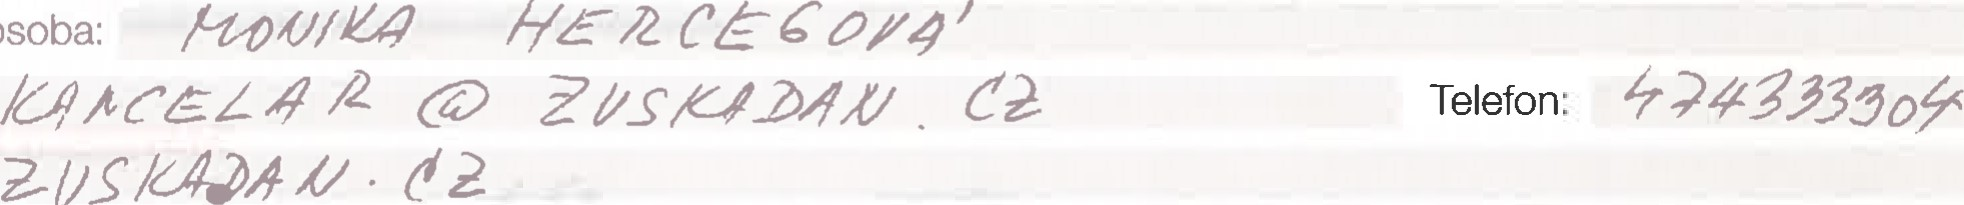 osoba: MONIKA HERCEGOVÁ
KANCELAR @ ZUSKADAN. CZ Telefon: 474333304
ZUSKADAN. CZ